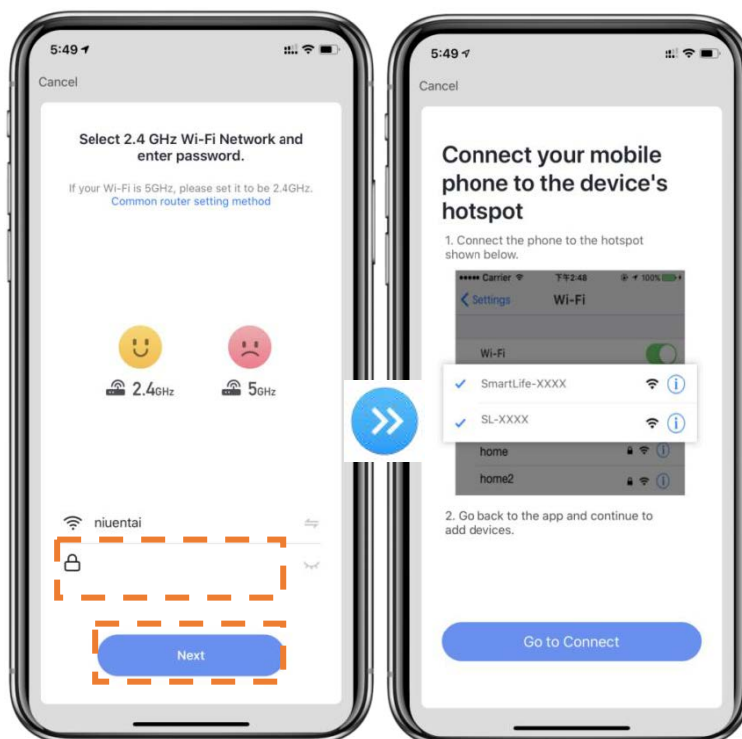 5:49
Cancel
Select 2.4 GHz Wi-Fi Network and
enter password.
If your Wi-Fi is 5GHz, please set it to be 2.4GHz.
Common router setting method
2.4GHz 5GHz
niuentai
Next
5:49
Cancel
Connect your mobile
phone to the device's
hotspot
1. Connect the phone to the hotspot
shown below.
Carrier 下午2:48 100%
Settings Wi-Fi
Wi-Fi
SmartLife-XXXX
SL-XXXX
home
home2
2. Go back to the app and continue to
add devices.
Go to Connect